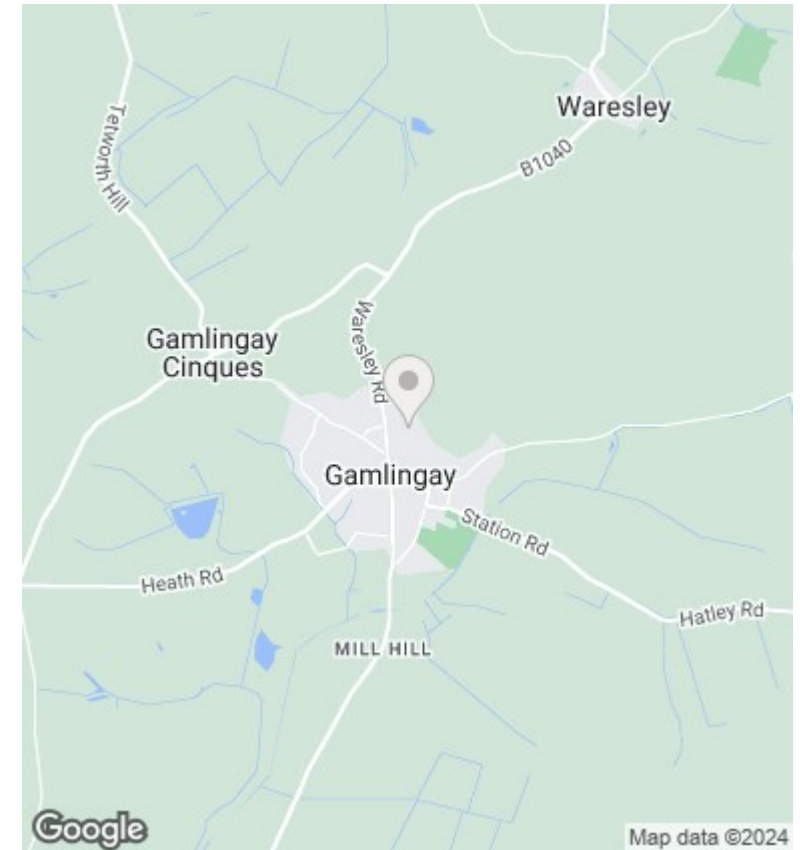 Waresley
B1040
Tetworth Hill
Gamlingay
Cinques
Waresley Rd
Gamlingay
Station Rd
Heath Rd
Hatley Rd
MILL HILL
Google
Map data ©2024